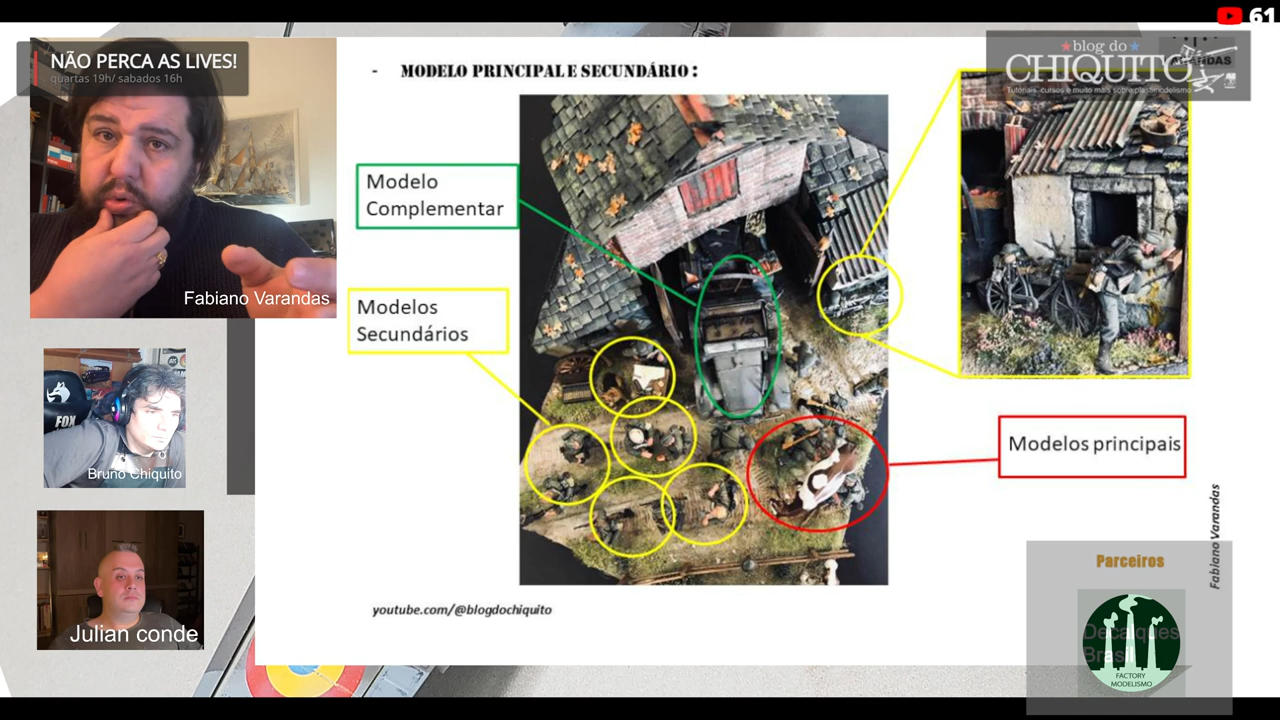 61
NÃO PERCA AS LIVES!
quartas 19h/ sabados 16h
blog do
CHIQUITO
Tutoriais, cursos e muito mais sobre plastimodelismo
- MODELO PRINCIPAL E SECUNDÁRIO :
Modelo
Complementar
Fabiano Varandas
Modelos
Secundários
FOX
Bruno Chiquito
Modelos principais
Fabiano Varandas
Parceiros
Decalques
Brasil
FACTORY
MODELISMO
youtube.com/@blogdochiquito
Julian conde